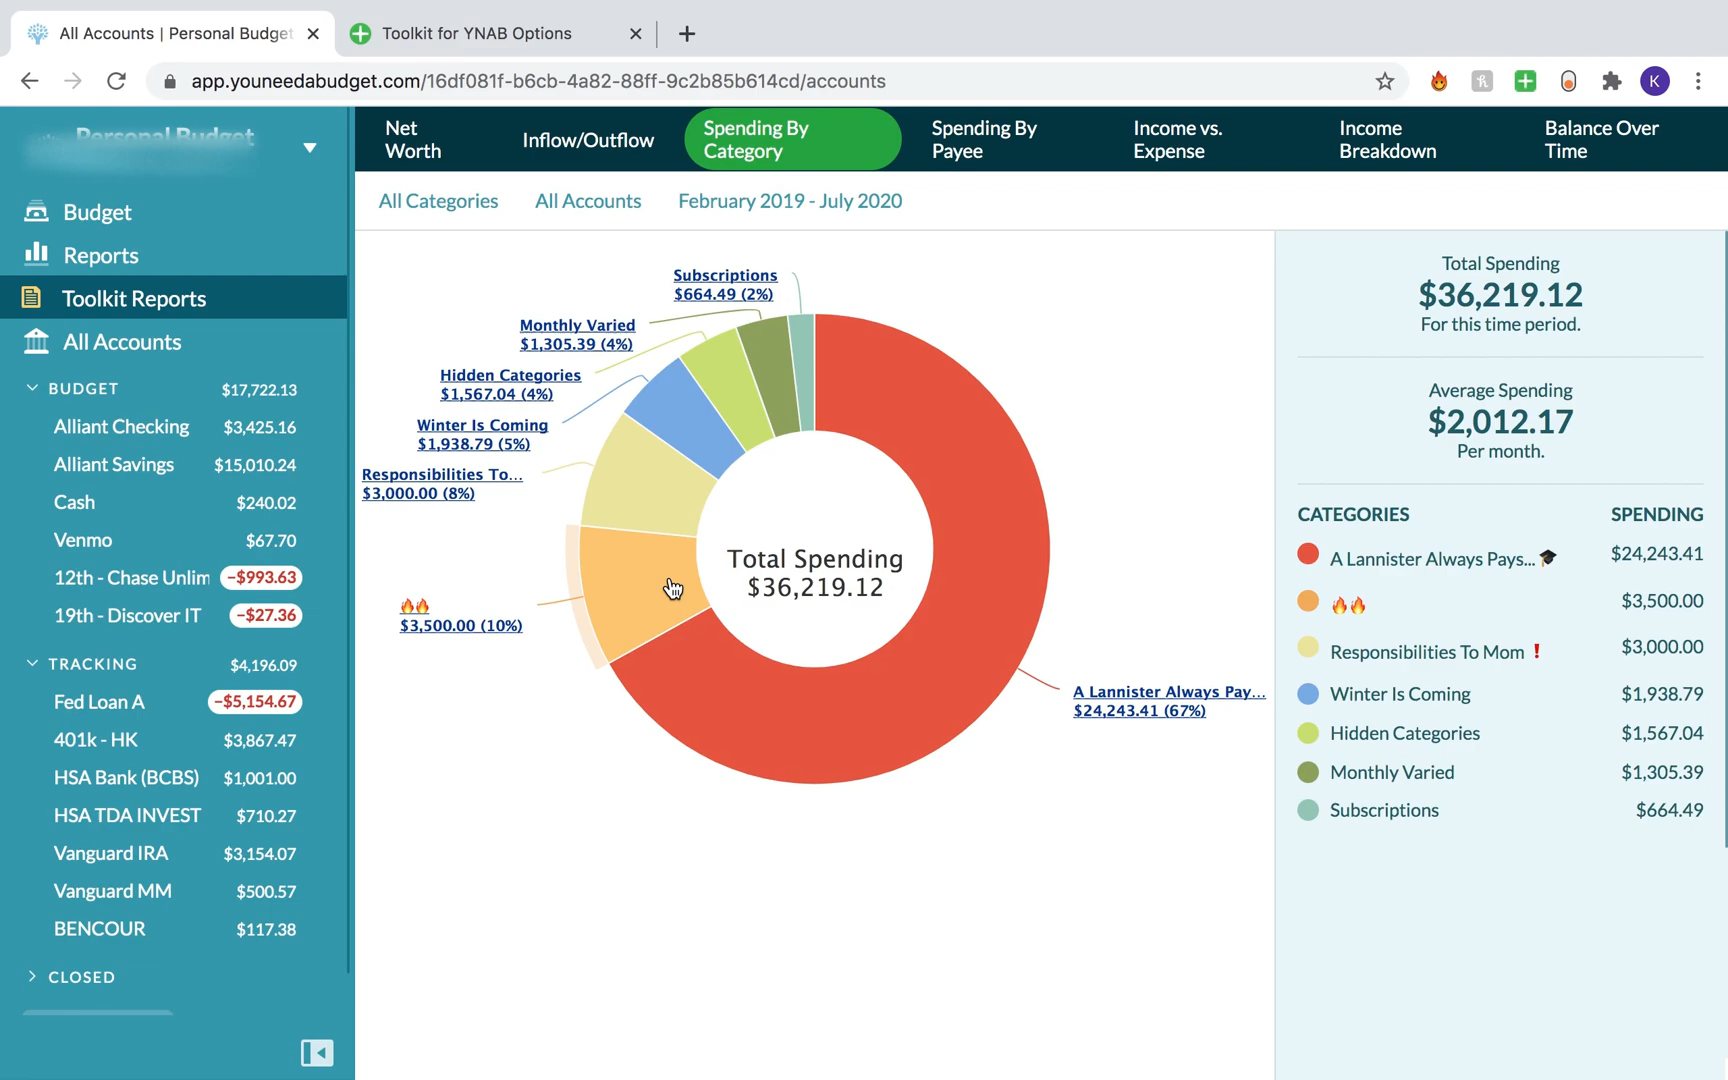 All Accounts | Personal Budget
Toolkit for YNAB Options
app.youneedabudget.com/16df081f-b6cb-4a82-88ff-9c2b85b614cd/accounts
K
Personal Budget
Budget
Reports
Toolkit Reports
All Accounts
BUDGET $17,722.13
Alliant Checking $3,425.16
Alliant Savings $15,010.24
Cash $240.02
Venmo $67.70
12th - Chase Unlim -$993.63
19th - Discover IT -$27.36
TRACKING $4,196.09
Fed Loan A -$5,154.67
401k - HK $3,867.47
HSA Bank (BCBS) $1,001.00
HSA TDA INVEST $710.27
Vanguard IRA $3,154.07
Vanguard MM $500.57
BENCOUR $117.38
CLOSED
Net
Worth
Inflow/Outflow
Spending By
Category
Spending By
Payee
Income vs.
Expense
Income
Breakdown
Balance Over
Time
All Categories All Accounts February 2019 - July 2020
Subscriptions
$664.49 (2%)
Monthly Varied
$1,305.39 (4%)
Hidden Categories
$1,567.04 (4%)
Winter Is Coming
$1,938.79 (5%)
Responsibilities To...
$3,000.00 (8%)
🔥🔥
$3,500.00 (10%)
A Lannister Always Pay...
$24,243.41 (67%)
Total Spending
$36,219.12
Total Spending
$36,219.12
For this time period.
Average Spending
$2,012.17
Per month.
CATEGORIES SPENDING
A Lannister Always Pays...🎓 $24,243.41
🔥🔥 $3,500.00
Responsibilities To Mom ❗ $3,000.00
Winter Is Coming $1,938.79
Hidden Categories $1,567.04
Monthly Varied $1,305.39
Subscriptions $664.49